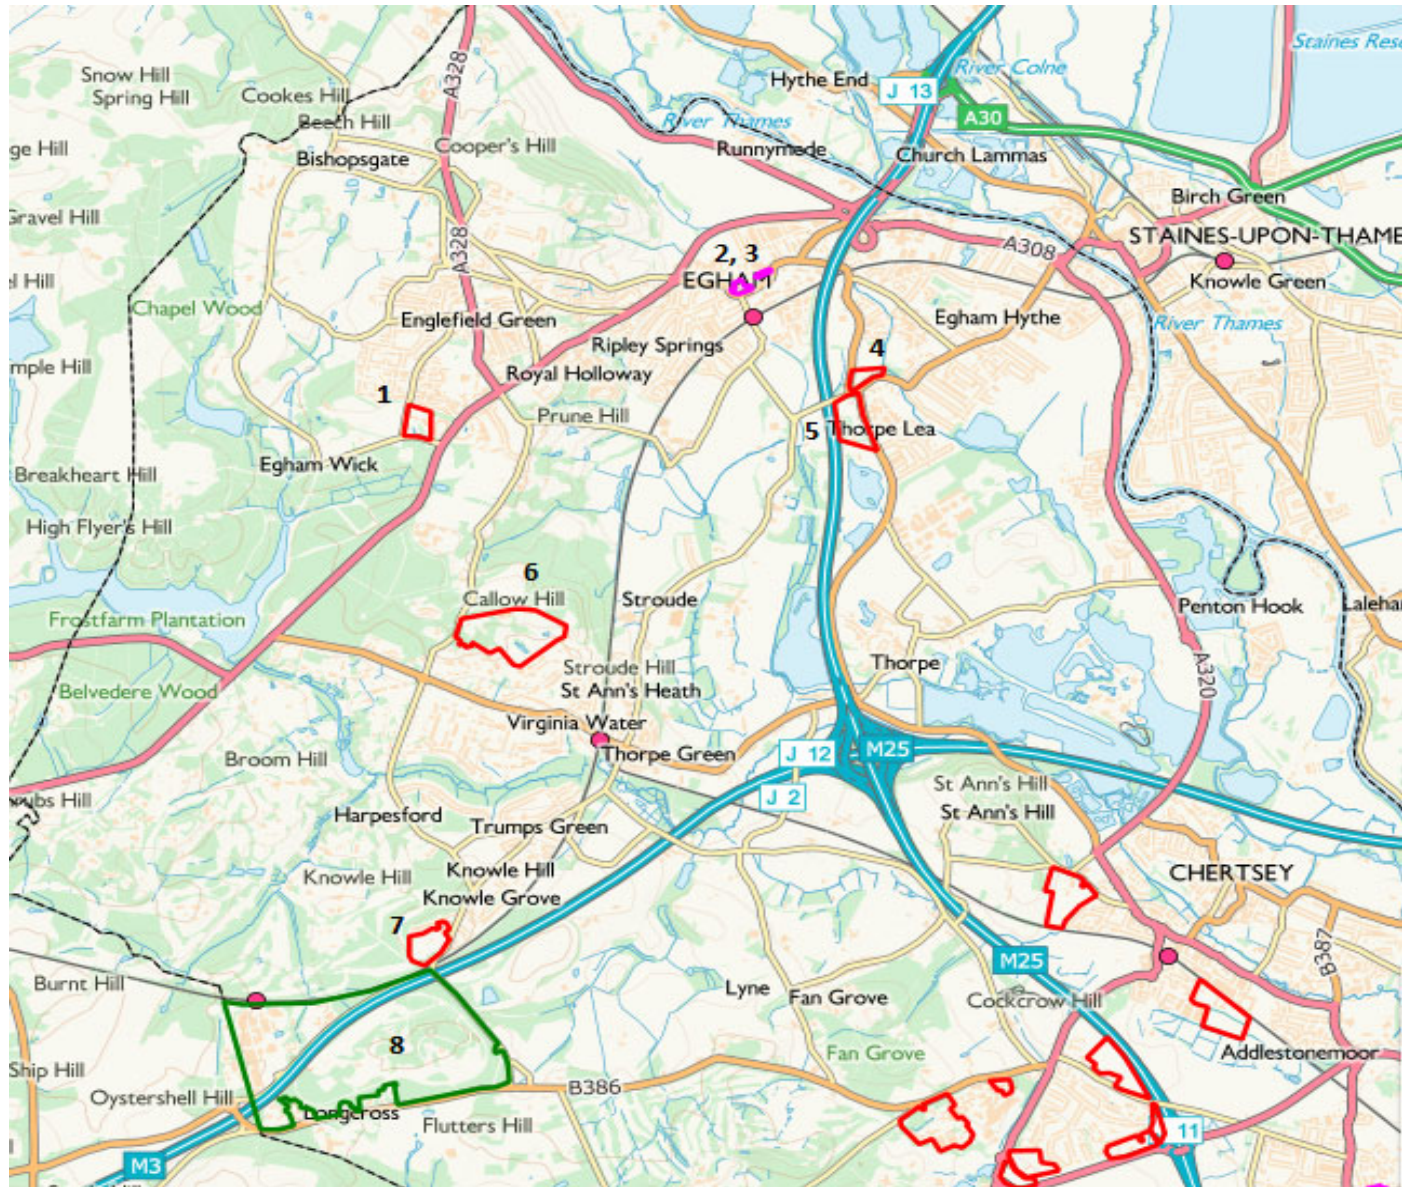 Snow Hill
Spring Hill
Cookes Hill
Beech Hill
Bishopsgate
A328
Cooper's Hill
River Thames
Runnymede
Hythe End
J 13
River Colne
A30
Church Lammas
Staines Res
Birch Green
STAINES-UPON-THAME
Knowle Green
ge Hill
Gravel Hill
el Hill
Chapel Wood
A328
2, 3
EGHAM
A308
River Thames
Egham Hythe
Englefield Green
Ripley Springs
Royal Holloway
mple Hill
1
4
5
Thorpe Lea
Prune Hill
Egham Wick
Breakheart Hill
High Flyer's Hill
6
Callow Hill
Stroude
Penton Hook
Laleha
Frostfarm Plantation
Belvedere Wood
Stroude Hill
St Ann's Heath
Thorpe
A320
Virginia Water
Thorpe Green
J 12
M25
J 2
Broom Hill
St Ann's Hill
St Ann's Hill
rubs Hill
Harpesford
Trumps Green
Knowle Hill
Knowle Hill
Knowle Grove
CHERTSEY
7
B387
M25
Burnt Hill
Lyne
Fan Grove
Cockcrow Hill
8
Fan Grove
Addlestonemoor
Ship Hill
Oystershell Hill
Longcross
B386
Flutters Hill
11
M3